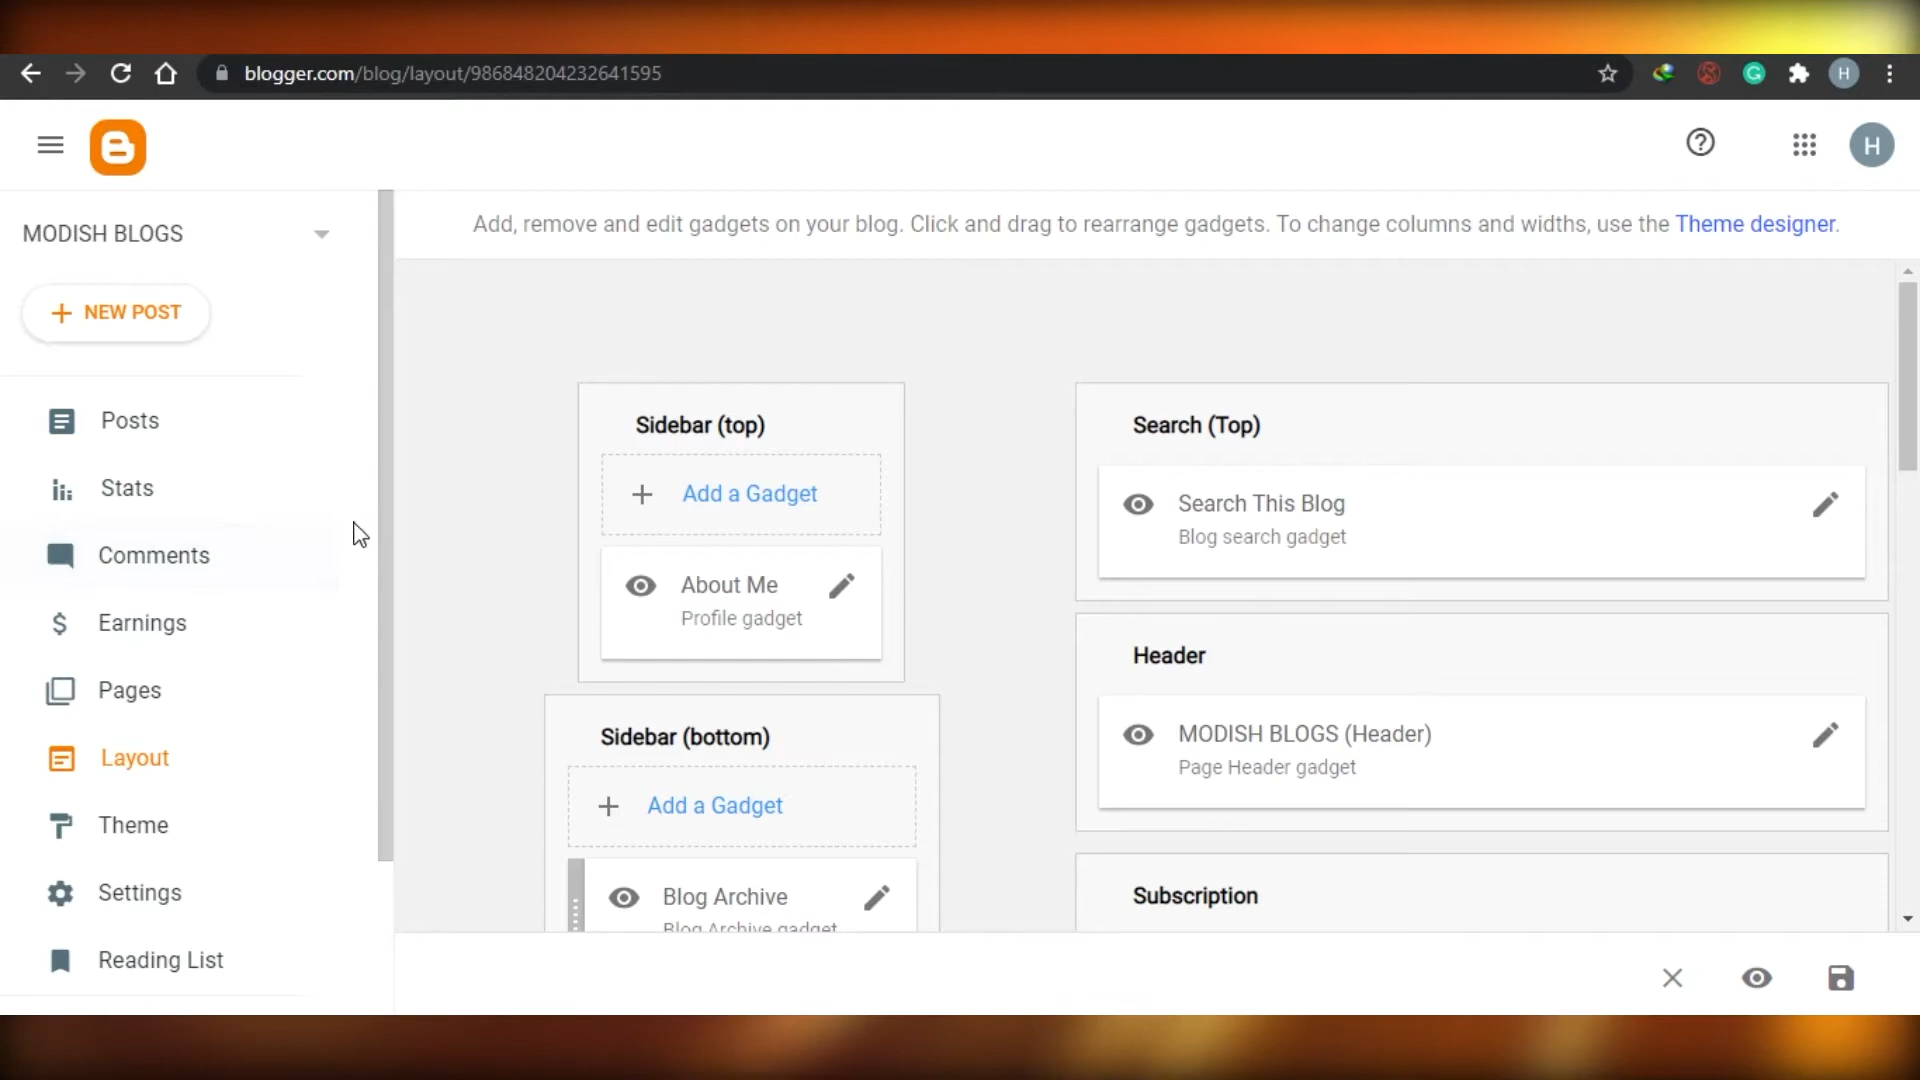 blogger.com/blog/layout/986848204232641595
G
H
H
MODISH BLOGS
NEW POST
Posts
Stats
Comments
Earnings
Pages
Layout
Theme
Settings
Reading List
Add, remove and edit gadgets on your blog. Click and drag to rearrange gadgets. To change columns and widths, use the Theme designer.
Sidebar (top)
Add a Gadget
About Me
Profile gadget
Sidebar (bottom)
Add a Gadget
Blog Archive
Blog Archive gadget
Search (Top)
Search This Blog
Blog search gadget
Header
MODISH BLOGS (Header)
Page Header gadget
Subscription